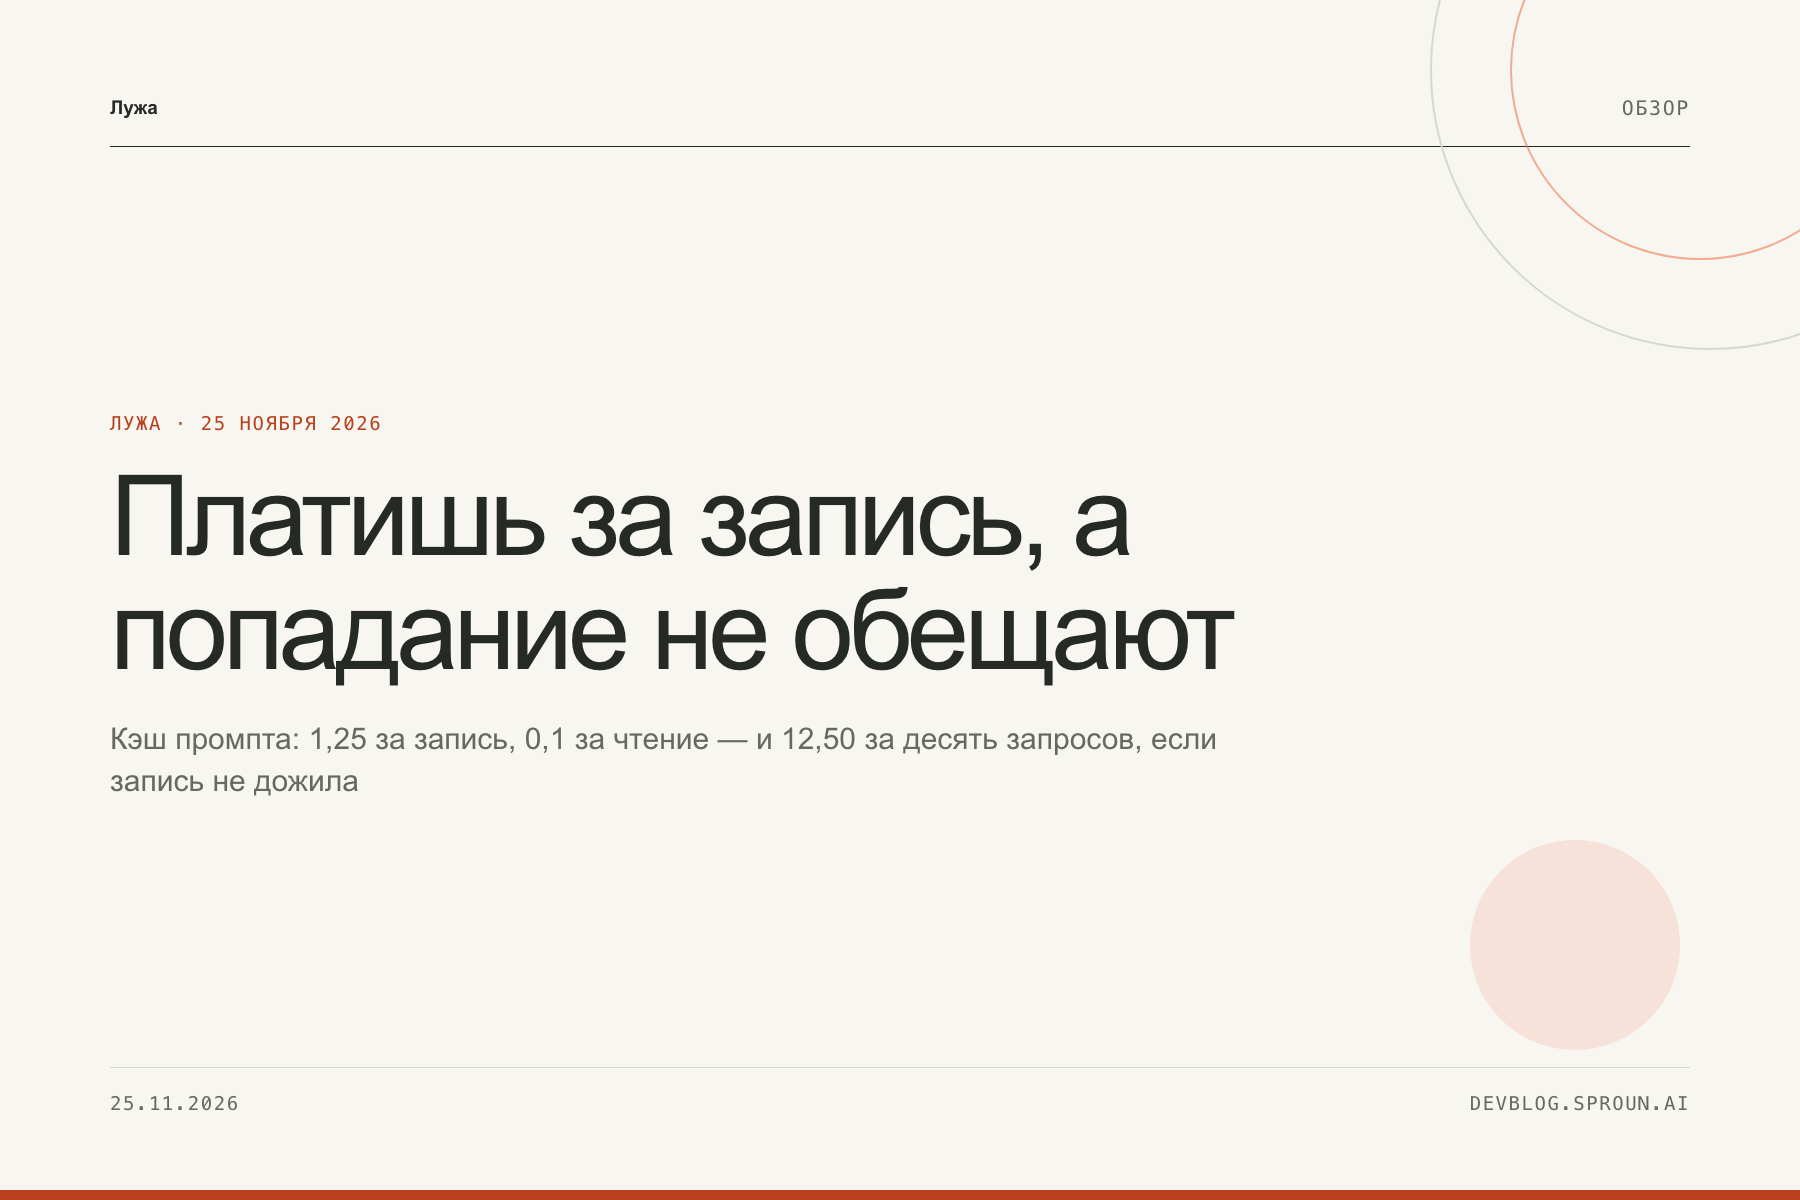 Лужа
ОБЗОР
ЛУЖА · 25 НОЯБРЯ 2026
Платишь за запись, а
попадание не обещают
Кэш промпта: 1,25 за запись, 0,1 за чтение — и 12,50 за десять запросов, если
запись не дожила
25.11.2026
DEVBLOG.SPROUN.AI